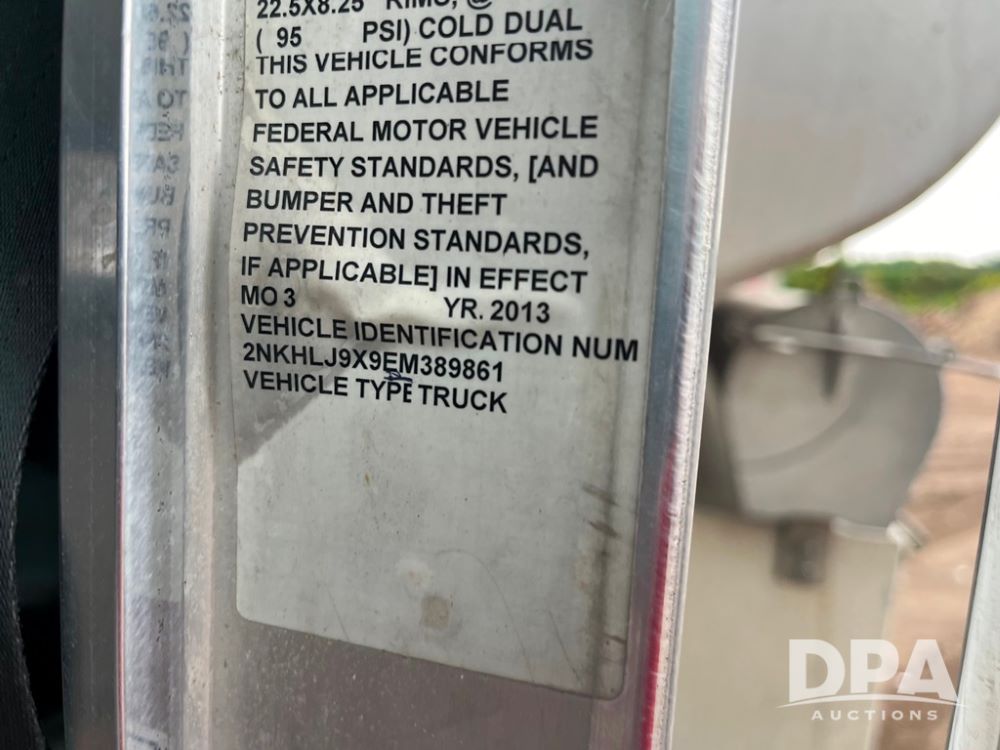 22.5X8.25 RIMS, @
( 95 PSI) COLD DUAL
THIS VEHICLE CONFORMS
TO ALL APPLICABLE
FEDERAL MOTOR VEHICLE
SAFETY STANDARDS, [AND
BUMPER AND THEFT
PREVENTION STANDARDS,
IF APPLICABLE] IN EFFECT
MO 3 YR. 2013
VEHICLE IDENTIFICATION NUM
2NKHLJ9X9EM389861
VEHICLE TYPE TRUCK
DPA
AUCTIONS